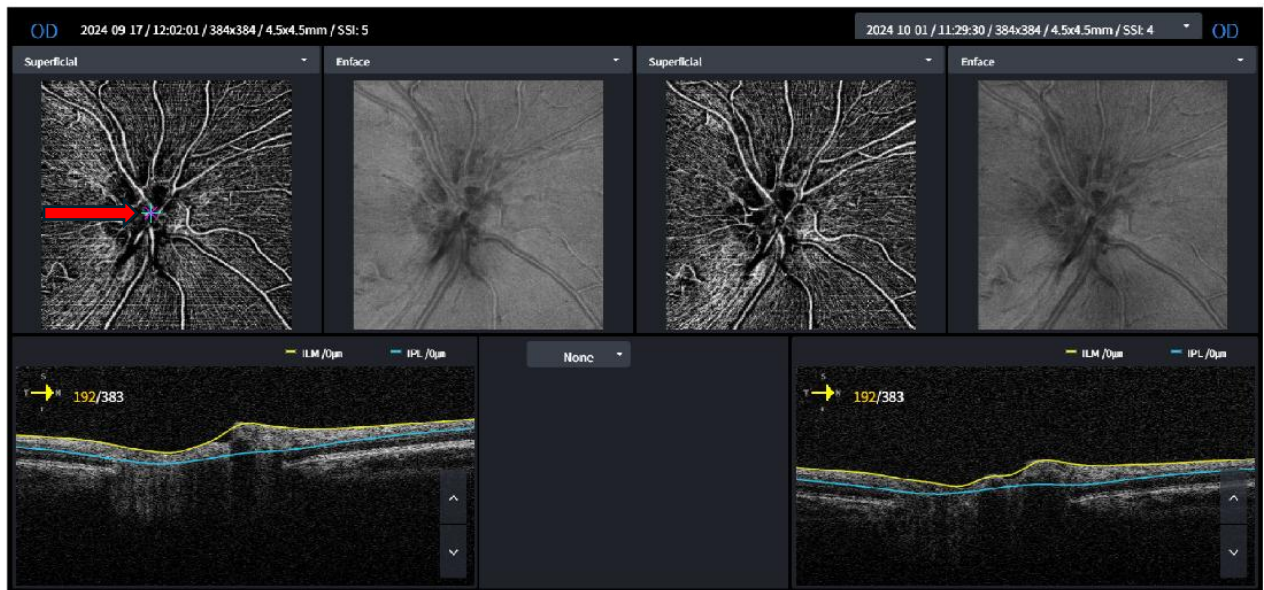 OD 2024 09 17 / 12:02:01 / 384x384 / 4.5x4.5mm / SSI: 5
2024 10 01 / 11:29:30 / 384x384 / 4.5x4.5mm / SSI: 4 OD
Superficial Enface Superficial Enface
ILM /0μm IPL /0μm
None
ILM /0μm IPL /0μm
S
T N
192/383
I
T N
192/383